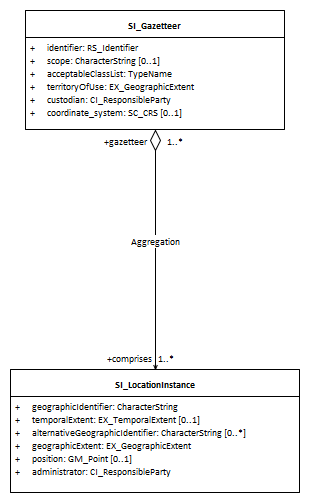 SI_Gazetteer
+ identifier: RS_Identifier
+ scope: CharacterString [0..1]
+ acceptableClassList: TypeName
+ territoryOfUse: EX_GeographicExtent
+ custodian: CI_ResponsibleParty
+ coordinate_system: SC_CRS [0..1]
+gazetteer 1..*
Aggregation
+comprises 1..*
SI_LocationInstance
+ geographicIdentifier: CharacterString
+ temporalExtent: EX_TemporalExtent [0..1]
+ alternativeGeographicIdentifier: CharacterString [0..*]
+ geographicExtent: EX_GeographicExtent
+ position: GM_Point [0..1]
+ administrator: CI_ResponsibleParty